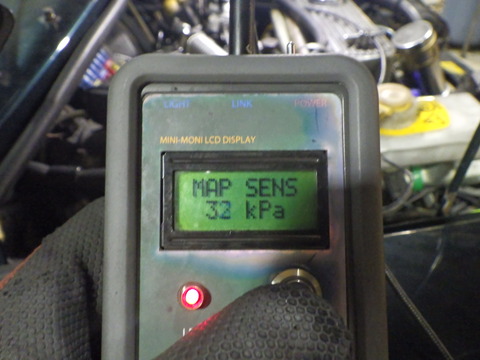 LIGHT LINK POWER
MINI-MONI LCD DISPLAY
MAP SENS
32 kPa